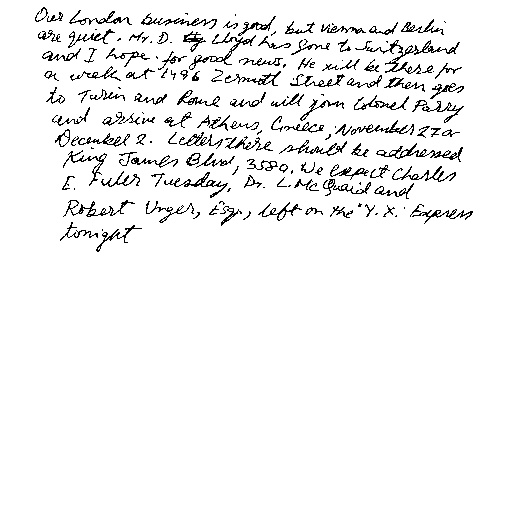 Our London business is good, but Vienna and Berlin
are quiet. Mr. D. Lloyd has gone to Switzerland
and I hope for good news. He will be there for
a week at 1496 Zermott Street and then goes
to Turin and Rome and will join Colonel Parry
and arrive at Athens, Greece, November 27 or
December 2. Letters there should be addressed
King James Blvd, 3580. We expect Charles
E. Fuller Tuesday. Dr. L. McQuaid and
Robert Unger, Esq., left on the "Y.X." Express
tonight